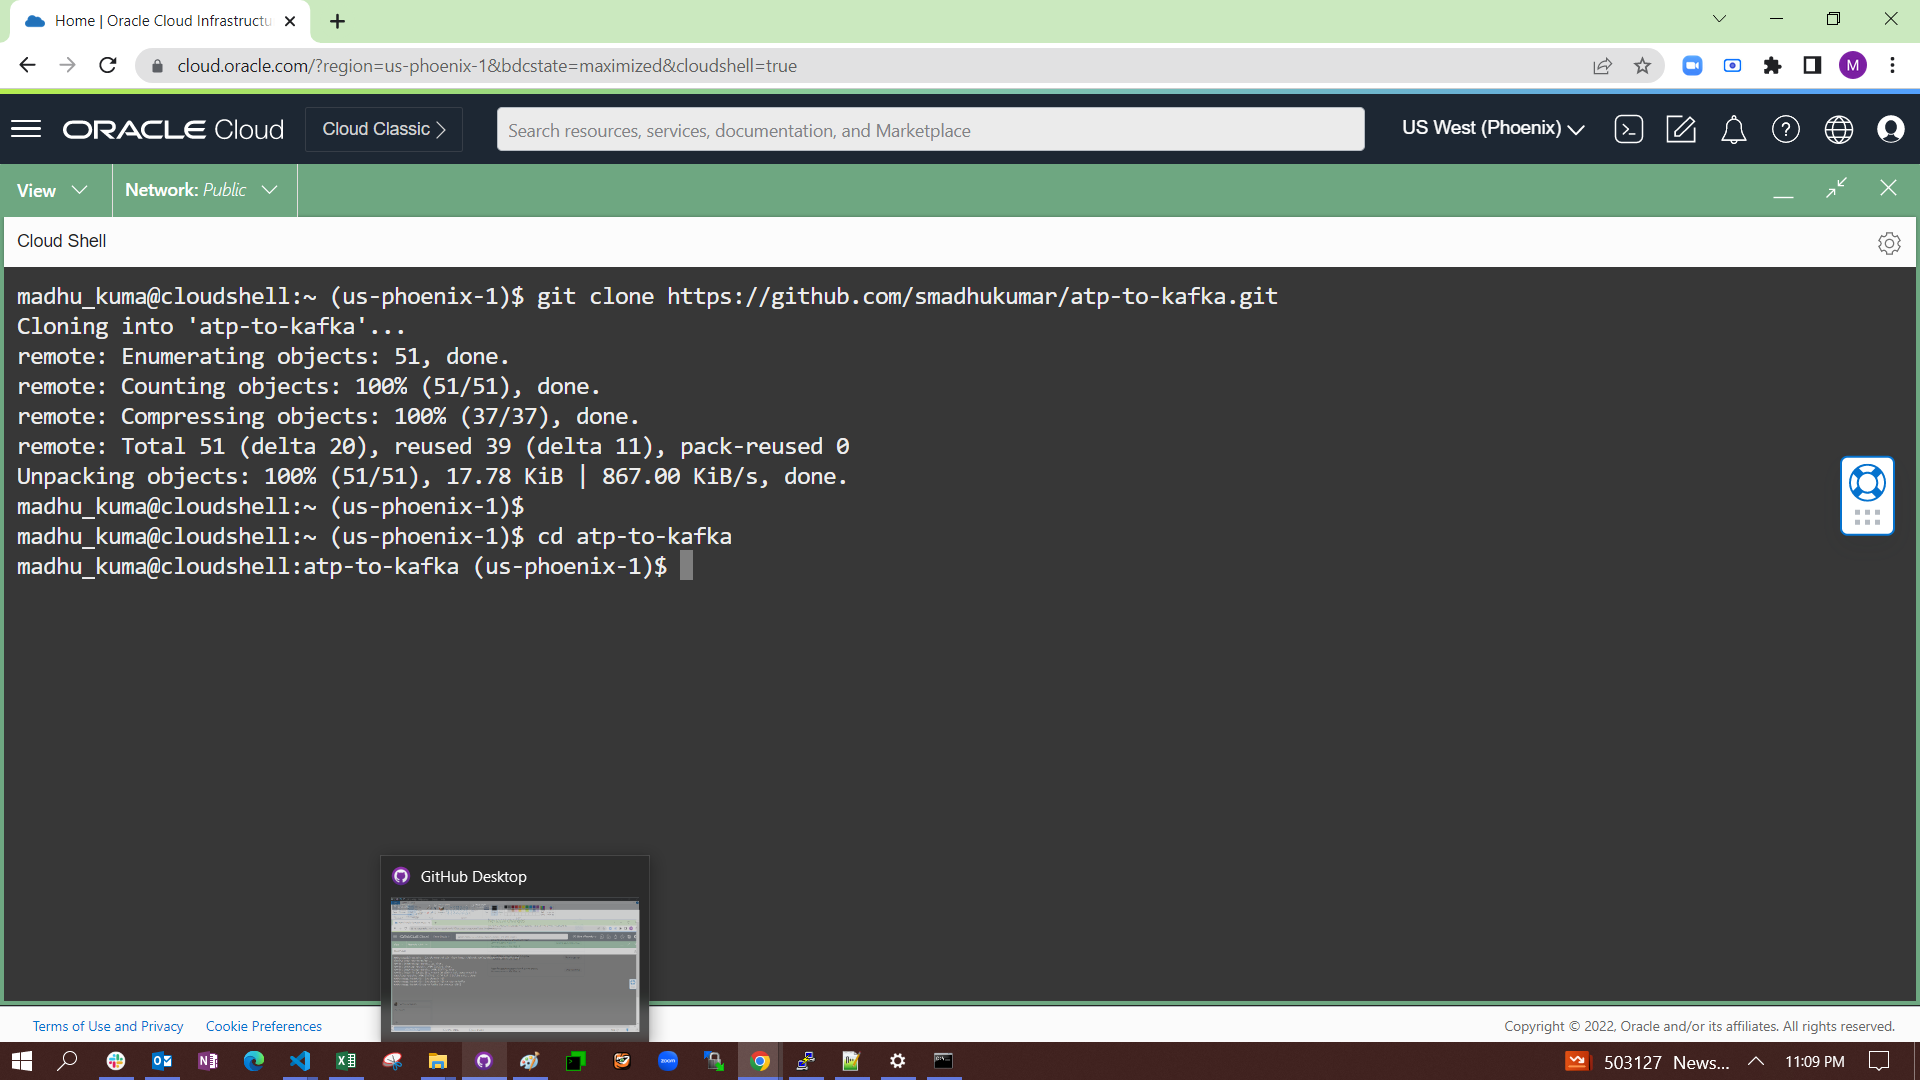 Home | Oracle Cloud Infrastructu
cloud.oracle.com/?region=us-phoenix-1&bdcstate=maximized&cloudshell=true
M
ORACLE Cloud
Cloud Classic
Search resources, services, documentation, and Marketplace
US West (Phoenix)
View
Network: Public
Cloud Shell
madhu_kuma@cloudshell:~ (us-phoenix-1)$ git clone https://github.com/smadhukumar/atp-to-kafka.git
Cloning into 'atp-to-kafka'...
remote: Enumerating objects: 51, done.
remote: Counting objects: 100% (51/51), done.
remote: Compressing objects: 100% (37/37), done.
remote: Total 51 (delta 20), reused 39 (delta 11), pack-reused 0
Unpacking objects: 100% (51/51), 17.78 KiB | 867.00 KiB/s, done.
madhu_kuma@cloudshell:~ (us-phoenix-1)$
madhu_kuma@cloudshell:~ (us-phoenix-1)$ cd atp-to-kafka
madhu_kuma@cloudshell:atp-to-kafka (us-phoenix-1)$
GitHub Desktop
Terms of Use and Privacy
Cookie Preferences
Copyright © 2022, Oracle and/or its affiliates. All rights reserved.
zoom
503127 News...
11:09 PM